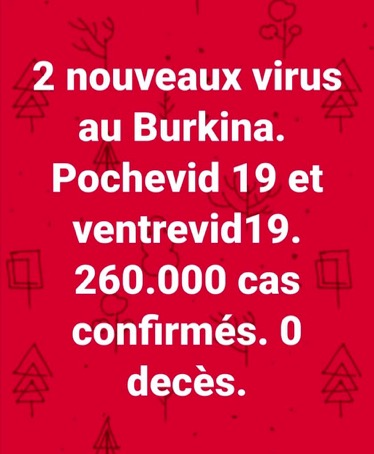 2 nouveaux virus
au Burkina.
Pochevid 19 et
ventrevid19.
260.000 cas
confirmés. 0
decès.